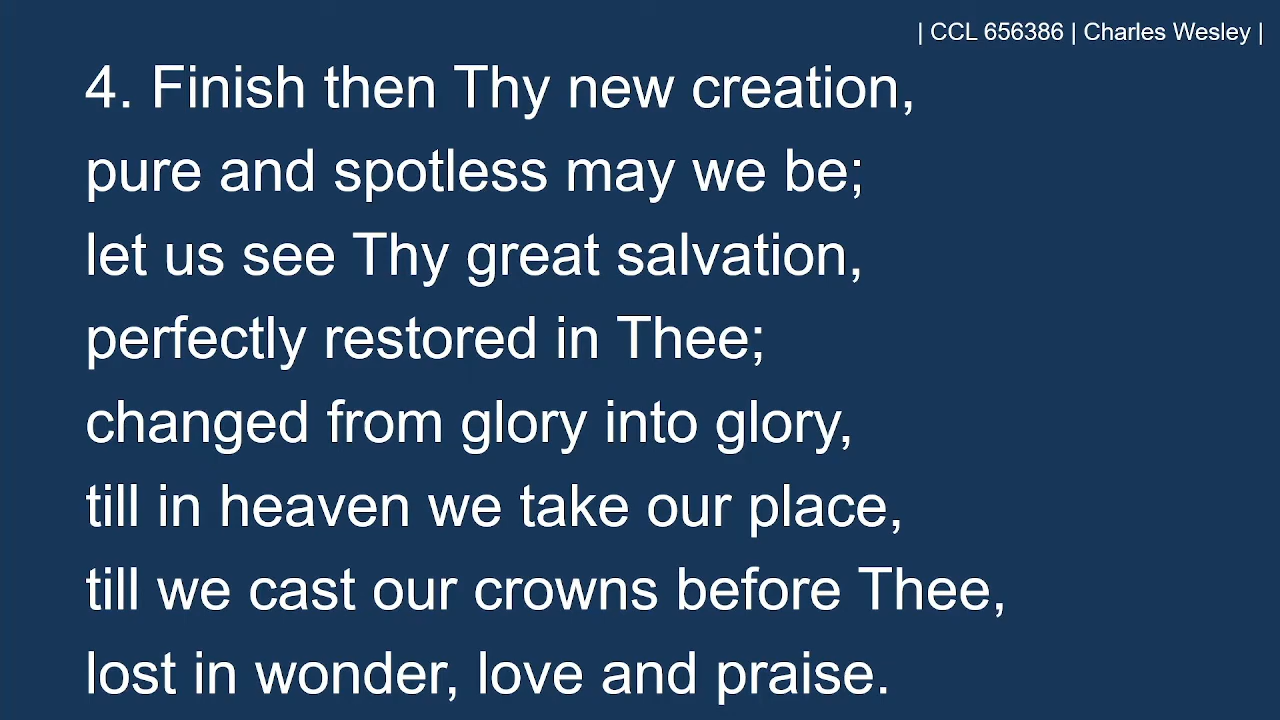 | CCL 656386 | Charles Wesley |
4. Finish then Thy new creation,
pure and spotless may we be;
let us see Thy great salvation,
perfectly restored in Thee;
changed from glory into glory,
till in heaven we take our place,
till we cast our crowns before Thee,
lost in wonder, love and praise.